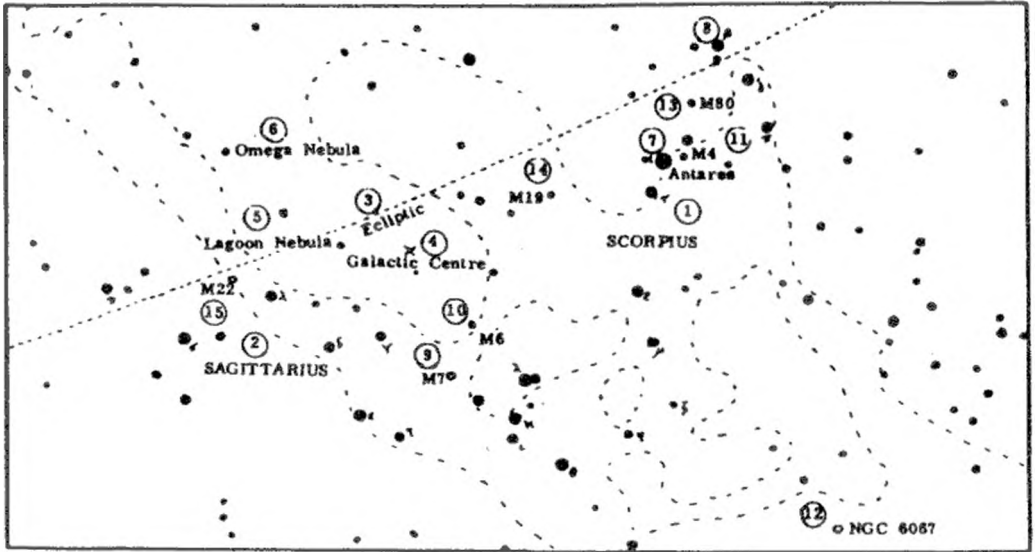 8
13
M80
6
Omega Nebula
7
11
M4
Antares
14
M19
3
Ecliptic
5
1
SCORPIUS
Lagoon Nebula
4
Galactic Centre
M22
λ
15
10
M6
2
SAGITTARIUS
δ
γ
9
M7
λ
ε
μ
ζ
η
ε
κ
ι
θ
12
NGC 6067